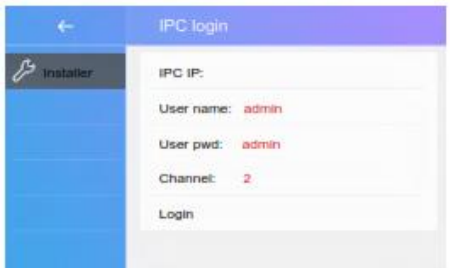 IPC login
Installer
IPC IP:
User name: admin
User pwd: admin
Channel: 2
Login